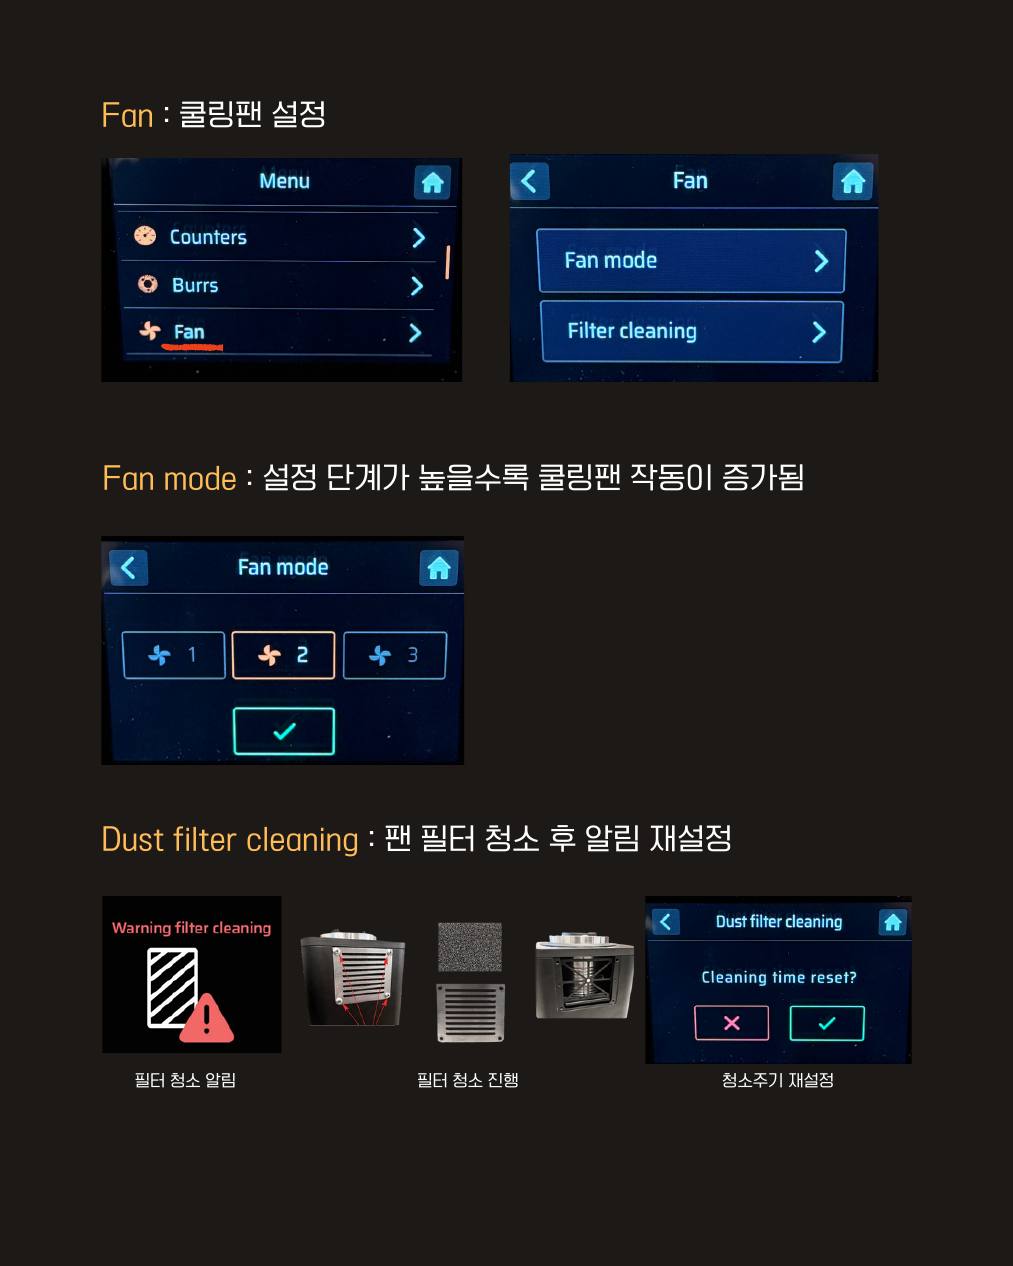 Fan : 쿨링팬 설정
Menu
Counters
Burrs
Fan
Fan
Fan mode
Filter cleaning
Fan mode : 설정 단계가 높을수록 쿨링팬 작동이 증가됨
Fan mode
1 2 3
Dust filter cleaning : 팬 필터 청소 후 알림 재설정
Warning filter cleaning
Dust filter cleaning
Cleaning time reset?
필터 청소 알림
필터 청소 진행
청소주기 재설정